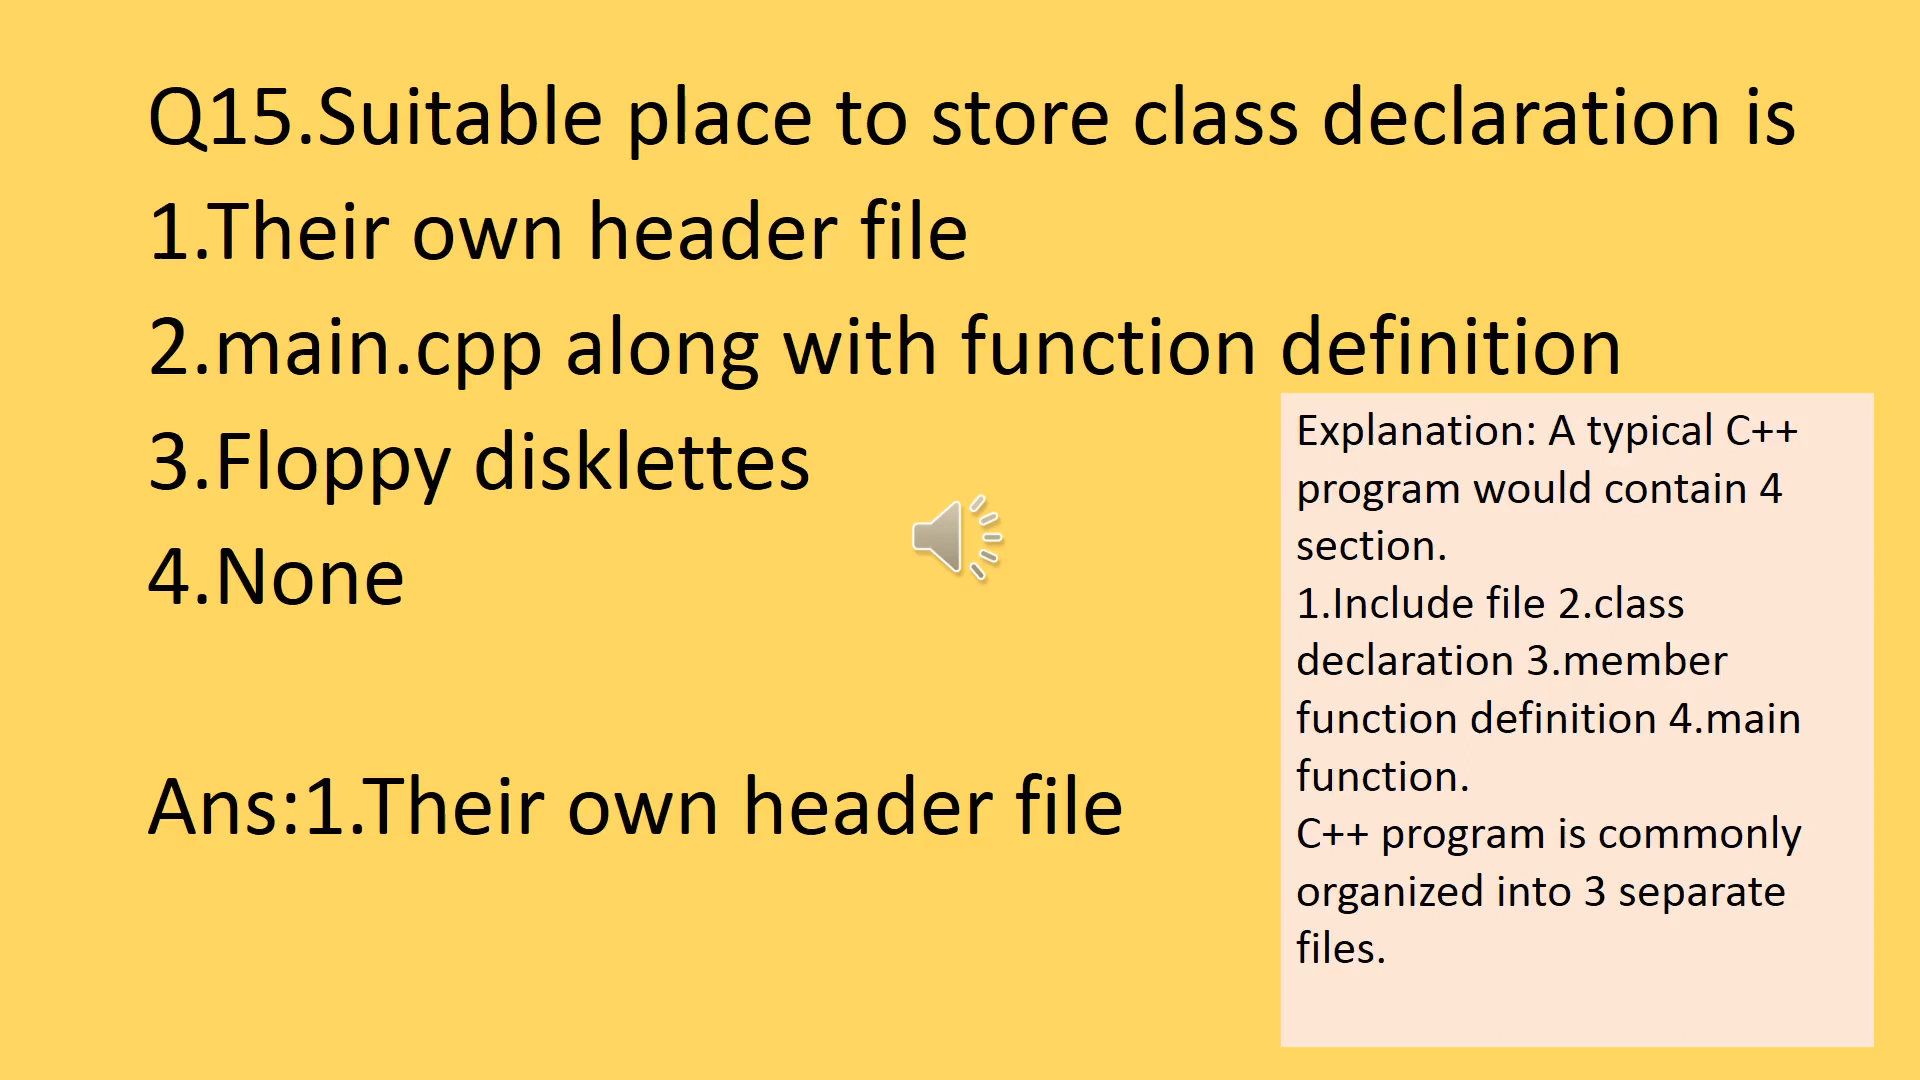 Q15.Suitable place to store class declaration is
1.Their own header file
2.main.cpp along with function definition
3.Floppy disklettes
4.None
Ans:1.Their own header file
Explanation: A typical C++
program would contain 4
section.
1.Include file 2.class
declaration 3.member
function definition 4.main
function.
C++ program is commonly
organized into 3 separate
files.